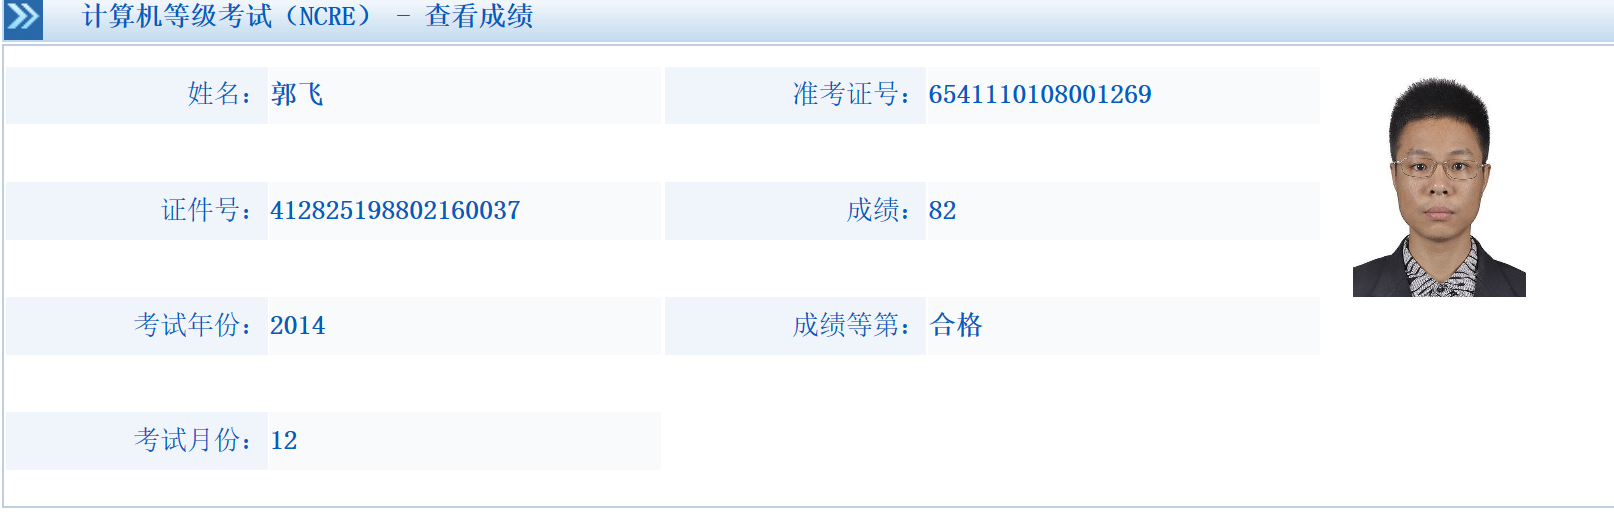 计算机等级考试（NCRE） - 查看成绩
姓名：郭飞 准考证号：6541110108001269
证件号：412825198802160037 成绩：82
考试年份：2014 成绩等第：合格
考试月份：12